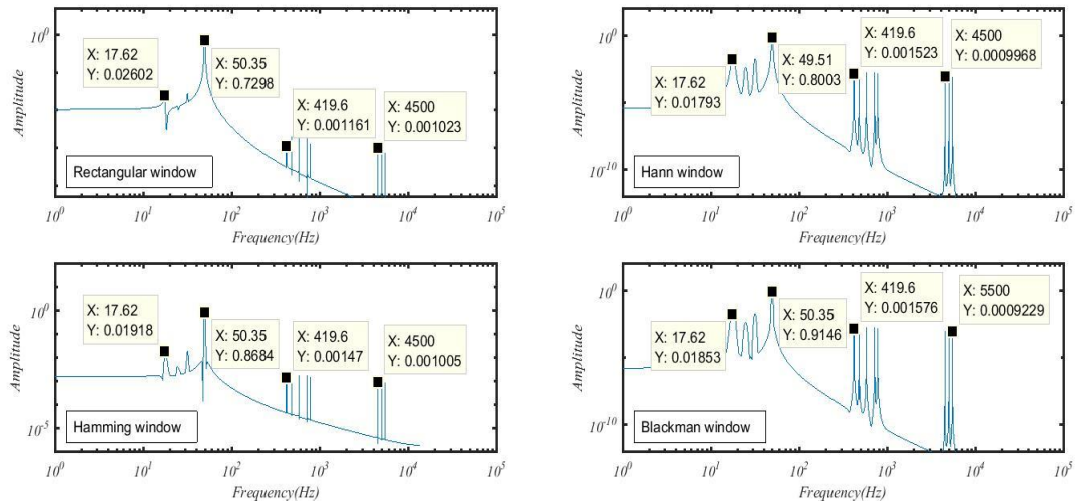 Amplitude
10^0
X: 17.62
Y: 0.02602
X: 50.35
Y: 0.7298
X: 419.6
Y: 0.001161
X: 4500
Y: 0.001023
Rectangular window
10^0
10^1
10^2
10^3
10^4
10^5
Frequency(Hz)
Amplitude
10^0
10^-10
X: 17.62
Y: 0.01793
X: 49.51
Y: 0.8003
X: 419.6
Y: 0.001523
X: 4500
Y: 0.0009968
Hann window
10^0
10^1
10^2
10^3
10^4
10^5
Frequency(Hz)
Amplitude
10^0
10^-5
X: 17.62
Y: 0.01918
X: 50.35
Y: 0.8684
X: 419.6
Y: 0.00147
X: 4500
Y: 0.001005
Hamming window
10^0
10^1
10^2
10^3
10^4
10^5
Frequency(Hz)
Amplitude
10^0
10^-10
X: 17.62
Y: 0.01853
X: 50.35
Y: 0.9146
X: 419.6
Y: 0.001576
X: 5500
Y: 0.0009229
Blackman window
10^0
10^1
10^2
10^3
10^4
10^5
Frequency(Hz)